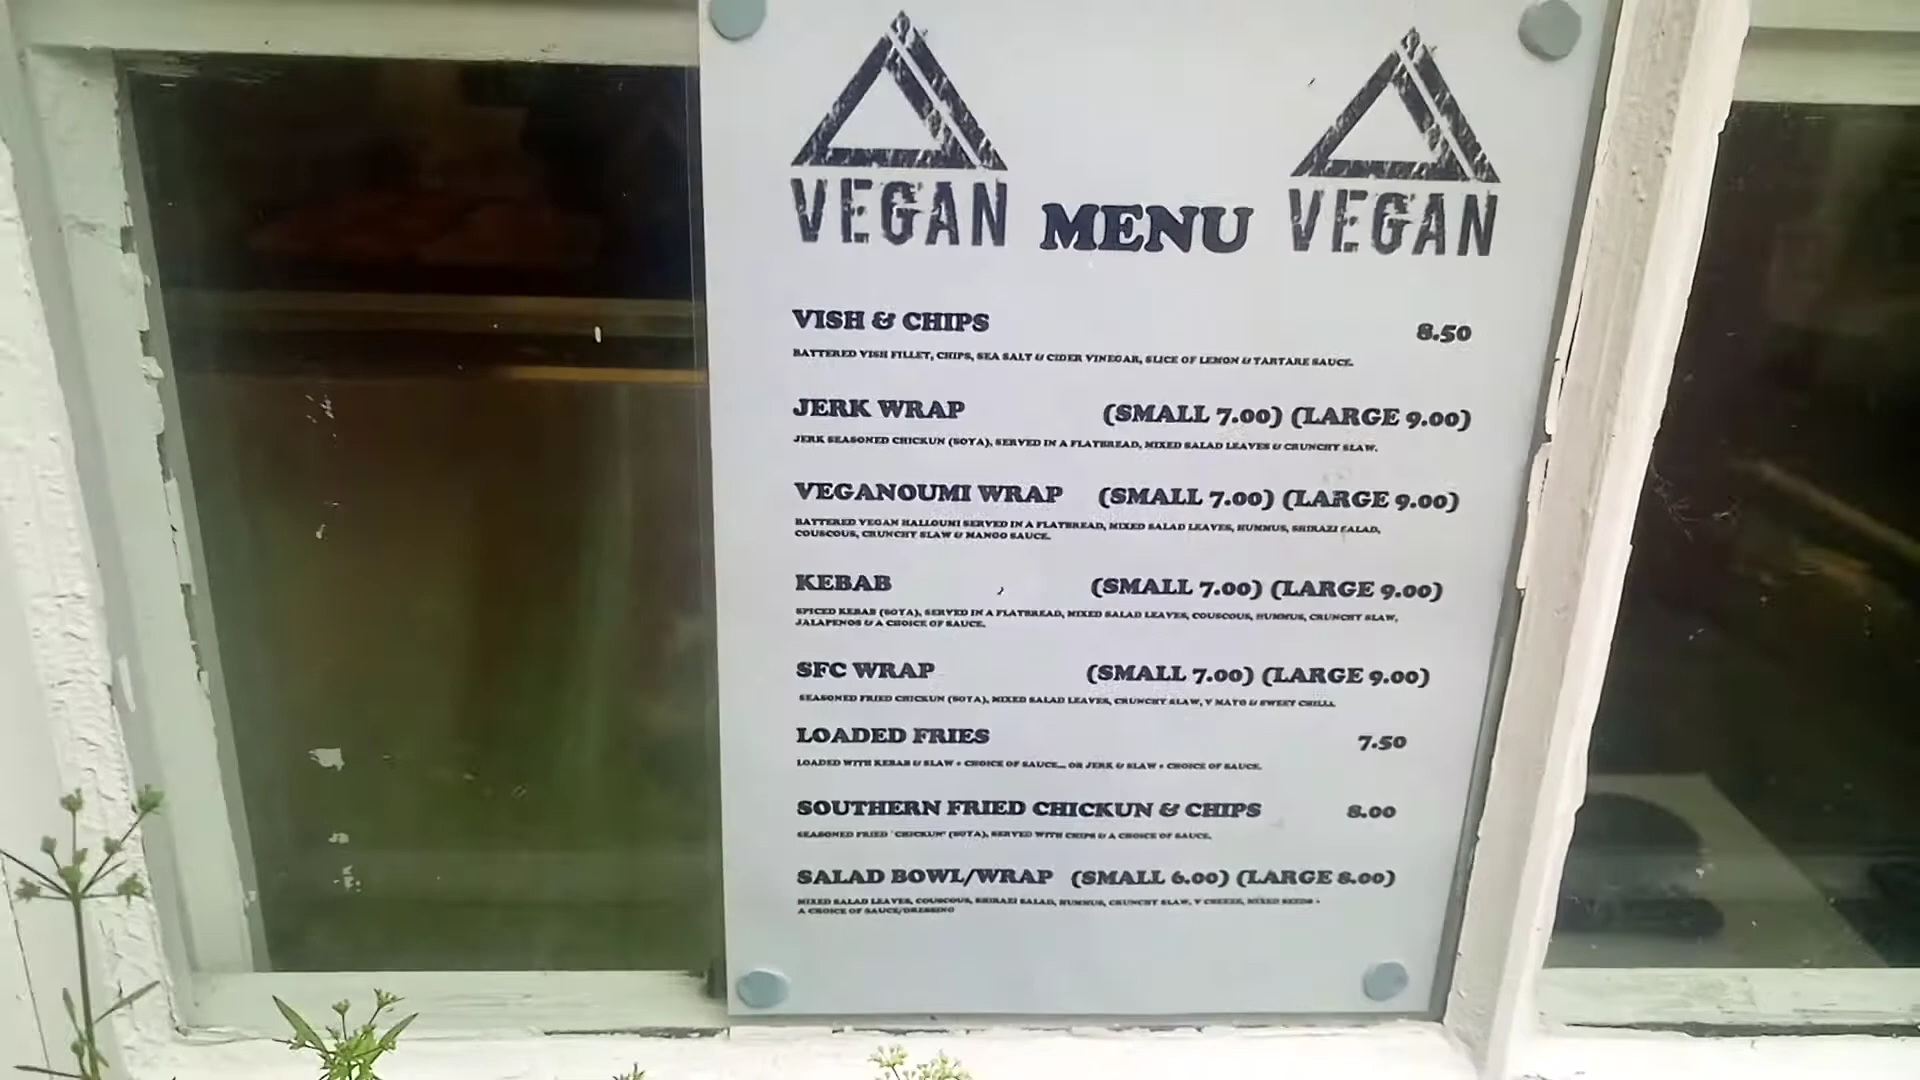 VEGAN MENU VEGAN
VISH & CHIPS 8.50
BATTERED VISH FILLET, CHIPS, SEA SALT & CIDER VINEGAR, SLICE OF LEMON & TARTARE SAUCE.
JERK WRAP (SMALL 7.00) (LARGE 9.00)
JERK SEASONED CHICKUN (SOYA), SERVED IN A FLATBREAD, MIXED SALAD LEAVES & CRUNCHY SLAW.
VEGANOUMI WRAP (SMALL 7.00) (LARGE 9.00)
BATTERED VEGAN HALLOUMI SERVED IN A FLATBREAD, MIXED SALAD LEAVES, HUMMUS, SHIRAZI SALAD,
COUSCOUS, CRUNCHY SLAW & MANGO SAUCE.
KEBAB (SMALL 7.00) (LARGE 9.00)
SPICED KEBAB (SOYA), SERVED IN A FLATBREAD, MIXED SALAD LEAVES, COUSCOUS, HUMMUS, CRUNCHY SLAW,
JALAPENOS & A CHOICE OF SAUCE.
SFC WRAP (SMALL 7.00) (LARGE 9.00)
SEASONED FRIED CHICKUN (SOYA), MIXED SALAD LEAVES, CRUNCHY SLAW, V MAYO & SWEET CHILLI.
LOADED FRIES 7.50
LOADED WITH KEBAB & SLAW + CHOICE OF SAUCE... OR JERK & SLAW + CHOICE OF SAUCE.
SOUTHERN FRIED CHICKUN & CHIPS 8.00
SEASONED FRIED 'CHICKUN' (SOYA), SERVED WITH CHIPS & A CHOICE OF SAUCE.
SALAD BOWL/WRAP (SMALL 6.00) (LARGE 8.00)
MIXED SALAD LEAVES, COUSCOUS, SHIRAZI SALAD, HUMMUS, CRUNCHY SLAW, V CHEEZE, MIXED SEEDS +
A CHOICE OF SAUCE/DRESSING